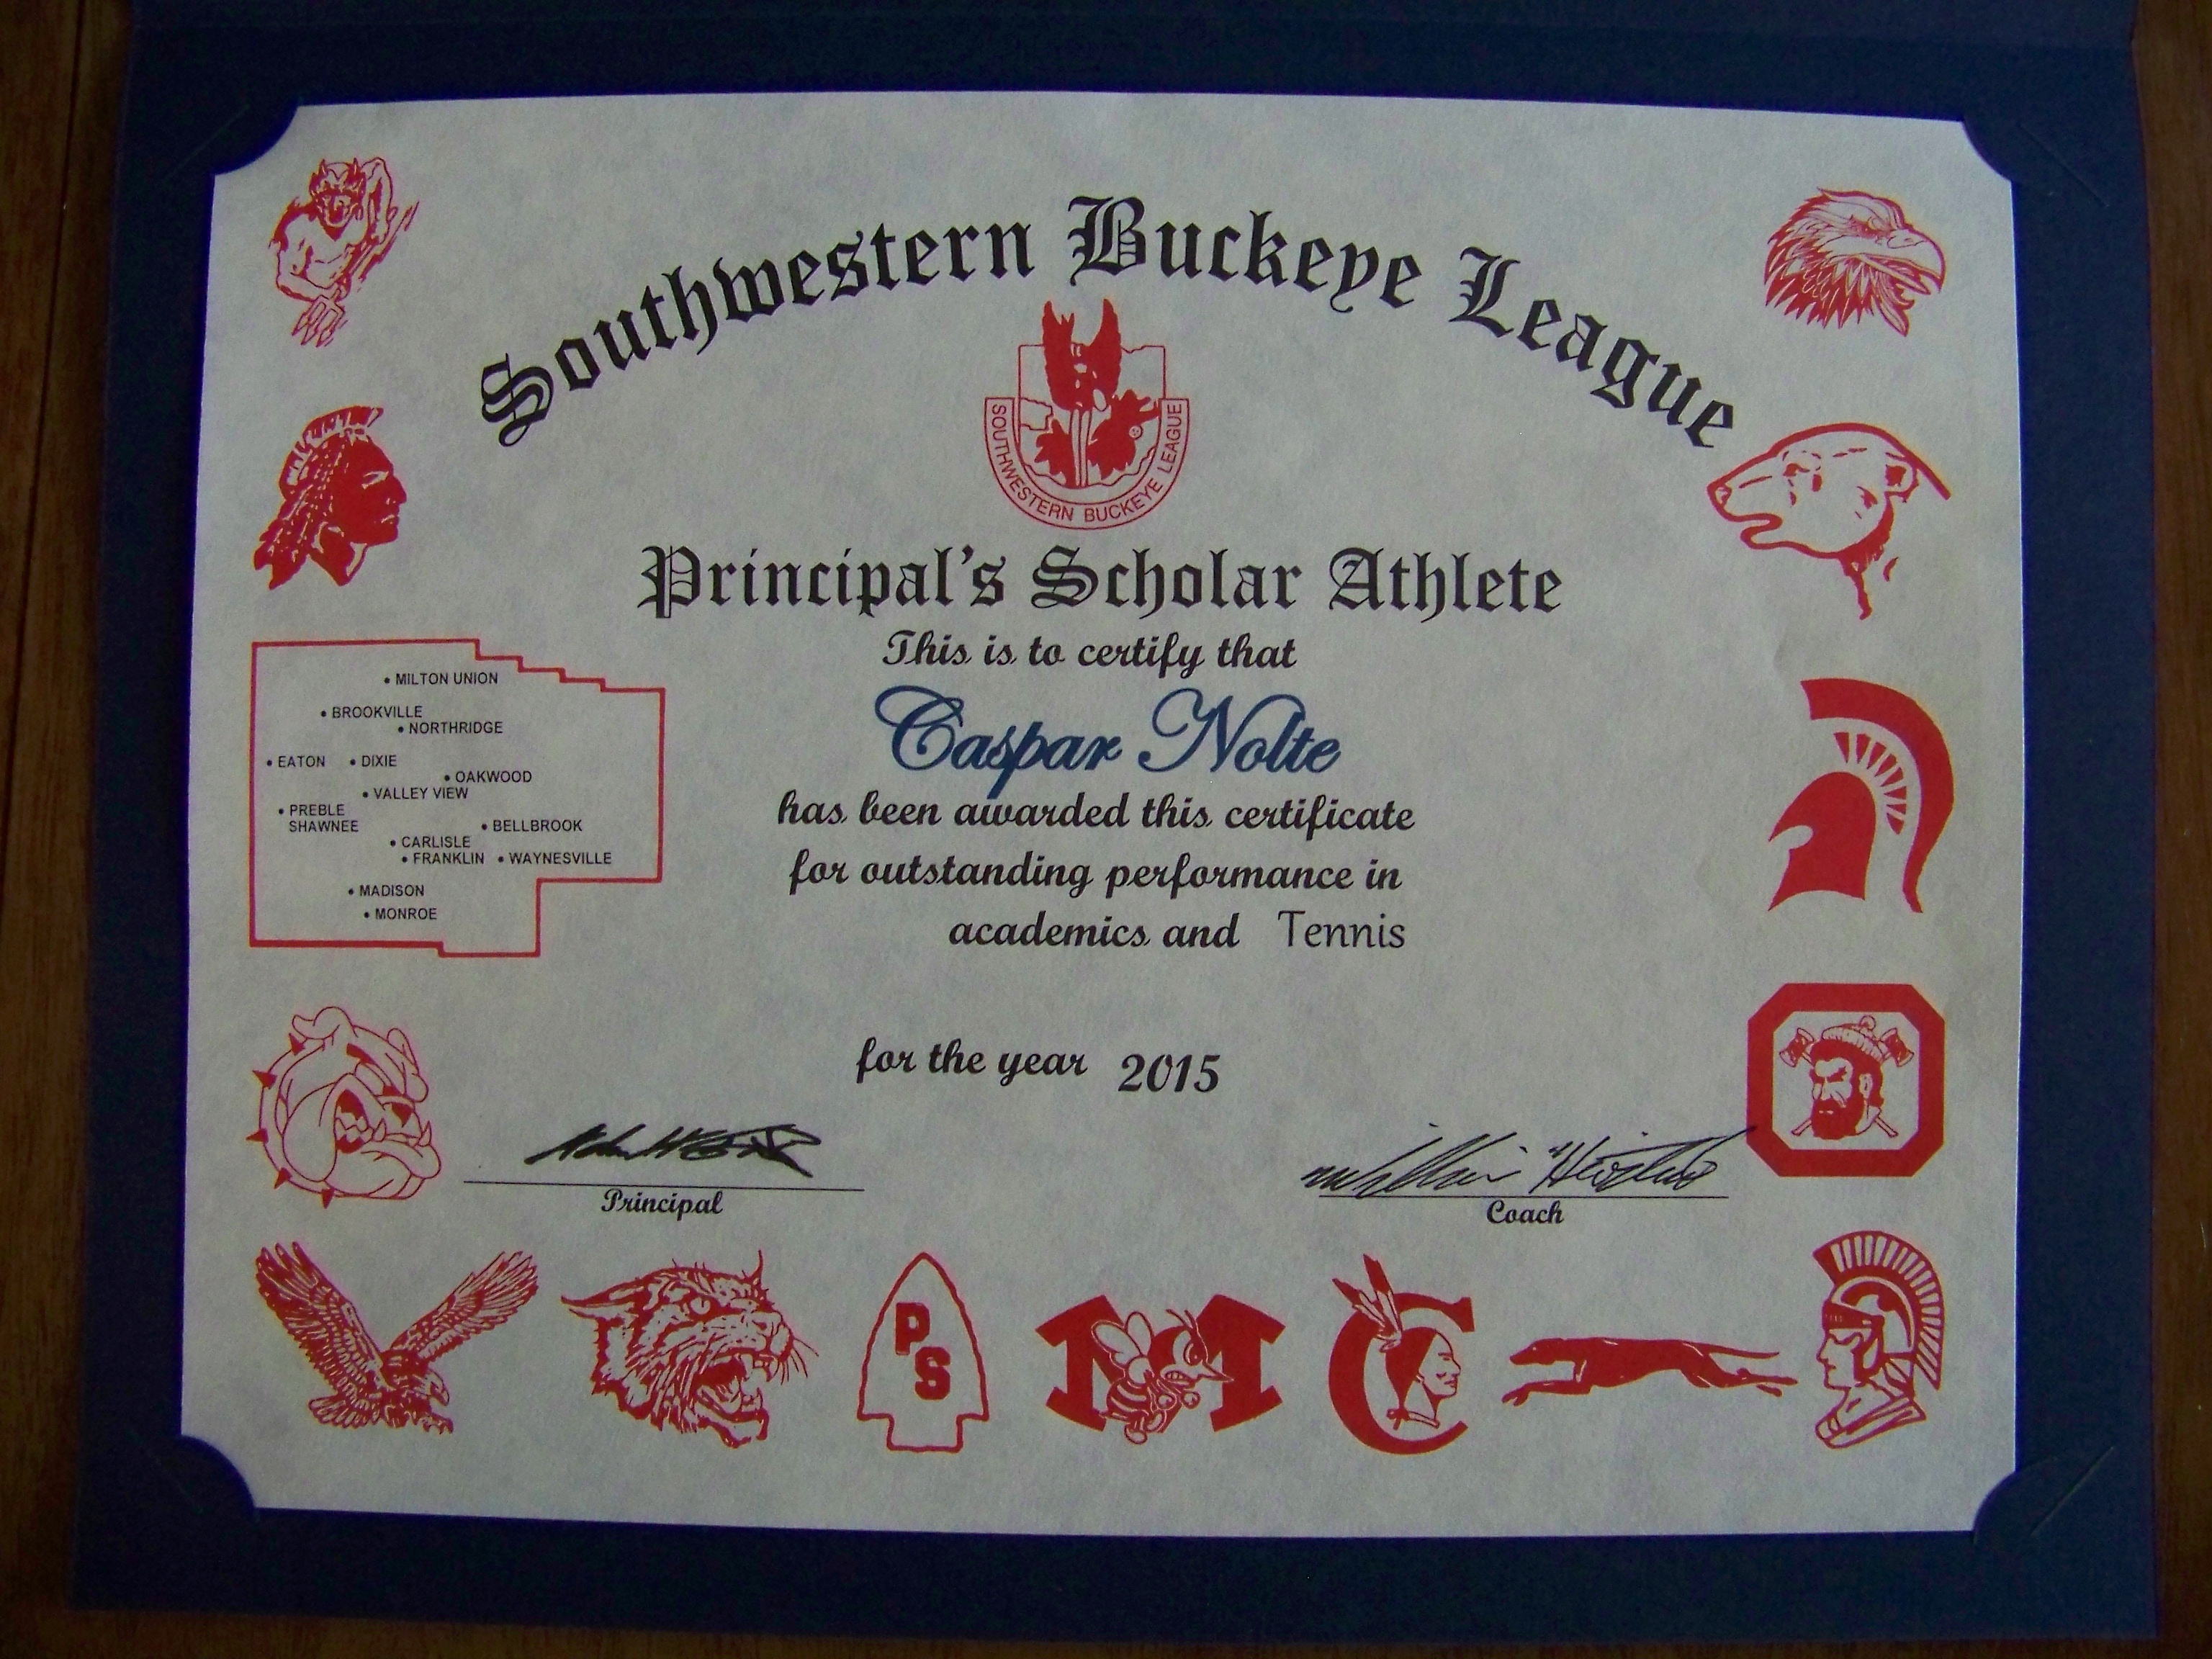 Southwestern Buckeye League
SOUTHWESTERN BUCKEYE LEAGUE
Principal's Scholar Athlete
This is to certify that
Caspar Nolte
has been awarded this certificate
for outstanding performance in
academics and Tennis
for the year 2015
MILTON UNION
BROOKVILLE
NORTHRIDGE
EATON
DIXIE
OAKWOOD
VALLEY VIEW
PREBLE
SHAWNEE
BELLBROOK
CARLISLE
FRANKLIN
WAYNESVILLE
MADISON
MONROE
Principal
Coach
P
S
M
C